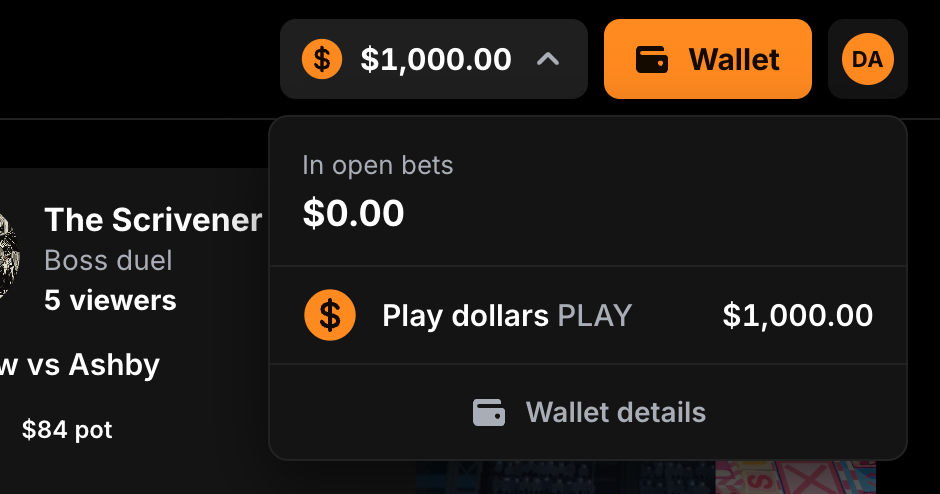 $1,000.00
Wallet
DA
In open bets
$0.00
The Scrivener
Boss duel
5 viewers
Play dollars PLAY $1,000.00
w vs Ashby
Wallet details
$84 pot